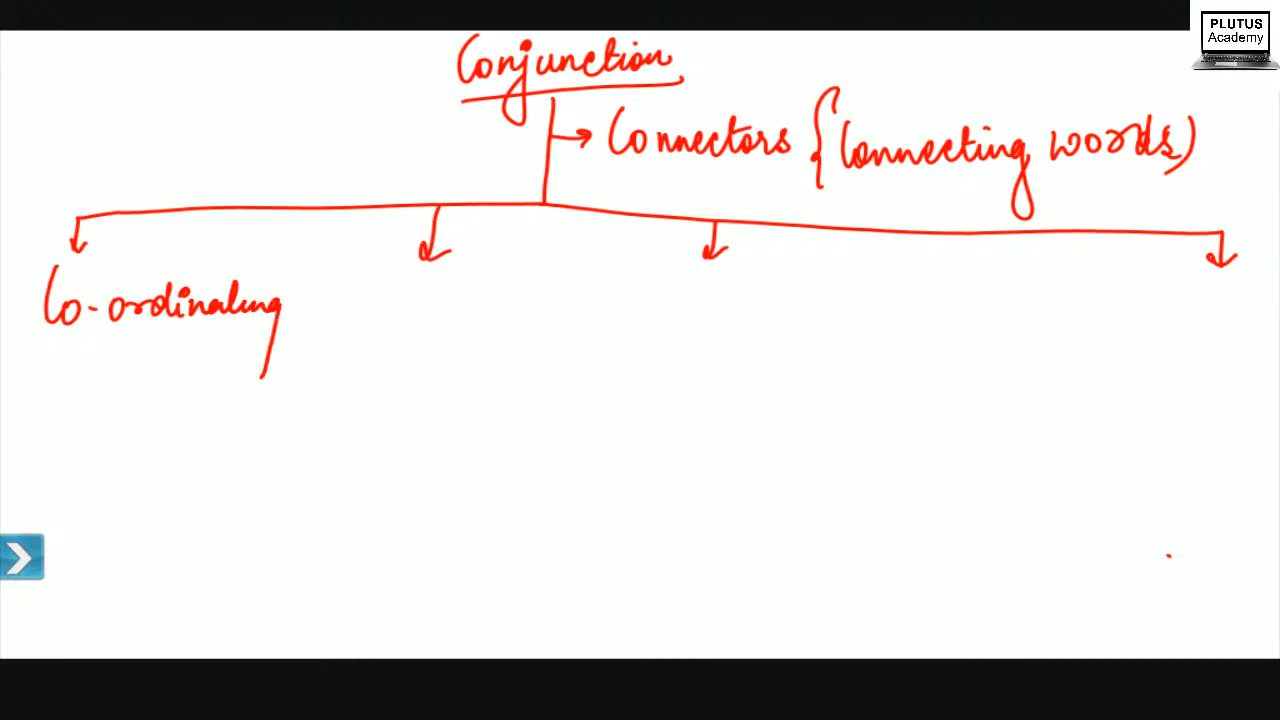 PLUTUS
Academy
Conjunction
Connectors {Connecting words)
Co-ordinating